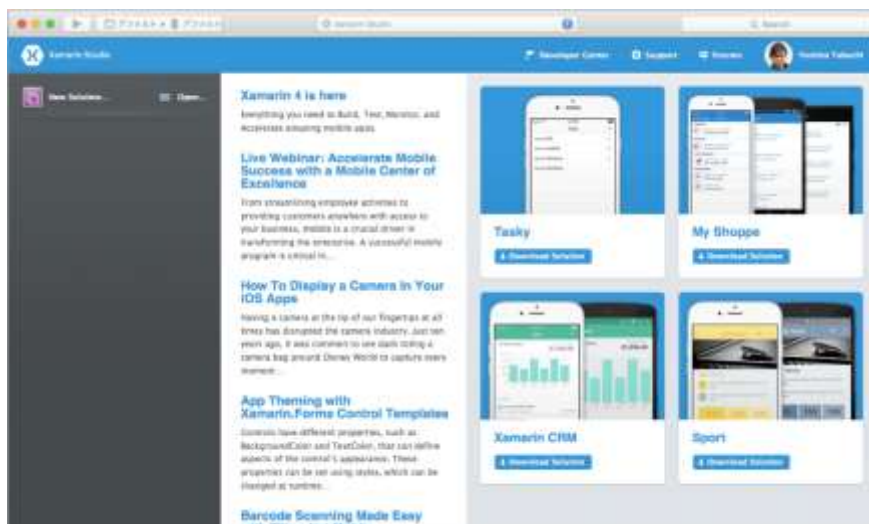 Xamarin Studio
Xamarin Studio
Developer Center
Support
Forums
New Solution...
Open...
Xamarin 4 is here
Everything you need to Build, Test, Monitor, and
Accelerate amazing mobile apps.
Live Webinar: Accelerate Mobile
Success with a Mobile Center of
Excellence
From streamlining employee activities to
providing customers anywhere with access to
your business, mobile is a crucial driver in
transforming the enterprise. A successful mobile
program is critical in...
How To Display a Camera in Your
iOS Apps
Having a camera at the tip of our fingertips at all
times has disrupted the camera industry. Just ten
years ago, it was common to see dads toting a
camera bag around Disney World to capture every
moment...
App Theming with
Xamarin.Forms Control Templates
Controls have different properties, such as
BackgroundColor and TextColor, that can define
aspects of the control's appearance. These
properties can be set using styles, which can be
changed at runtime...
Barcode Scanning Made Easy
Tasky
Download Solution
My Shoppe
Download Solution
Xamarin CRM
Download Solution
Sport
Download Solution